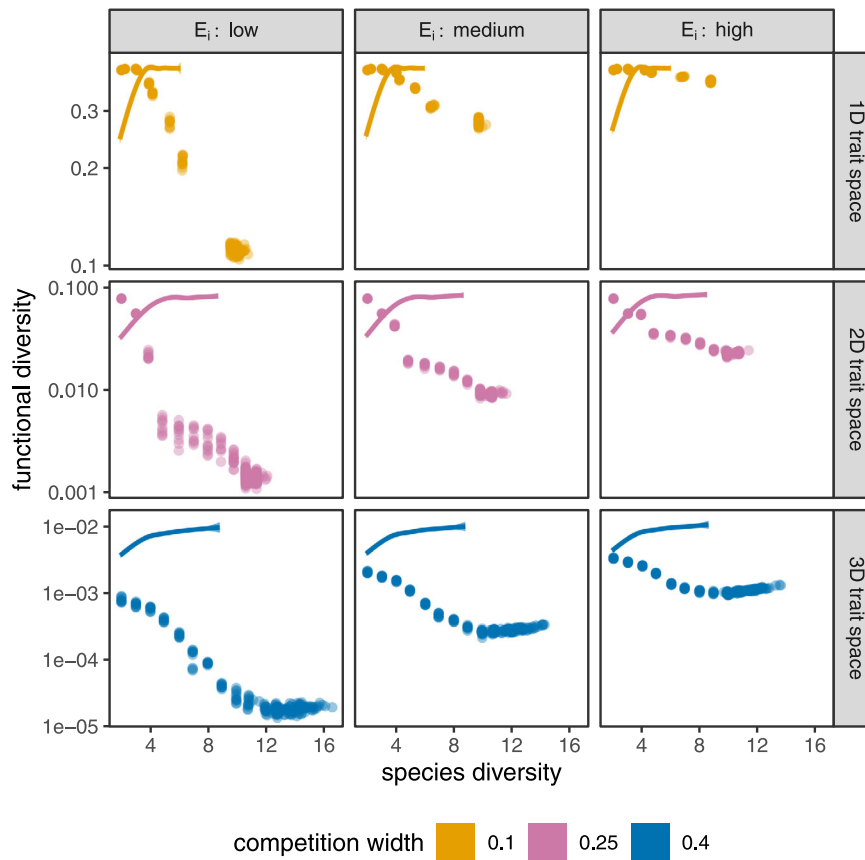 Eᵢ: low
Eᵢ: medium
Eᵢ: high
0.3
0.2
0.1
1D trait space
0.100
0.010
0.001
2D trait space
1e−02
1e−03
1e−04
1e−05
3D trait space
functional diversity
4 8 12 16
4 8 12 16
4 8 12 16
species diversity
competition width 0.1 0.25 0.4